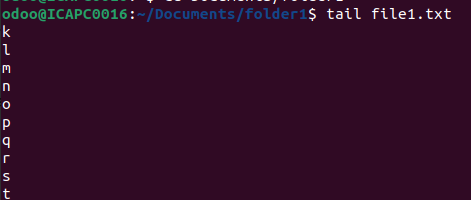 odoo@ICAPC0016:~/Documents/folder1$ tail file1.txt
k
l
m
n
o
p
q
r
s
t